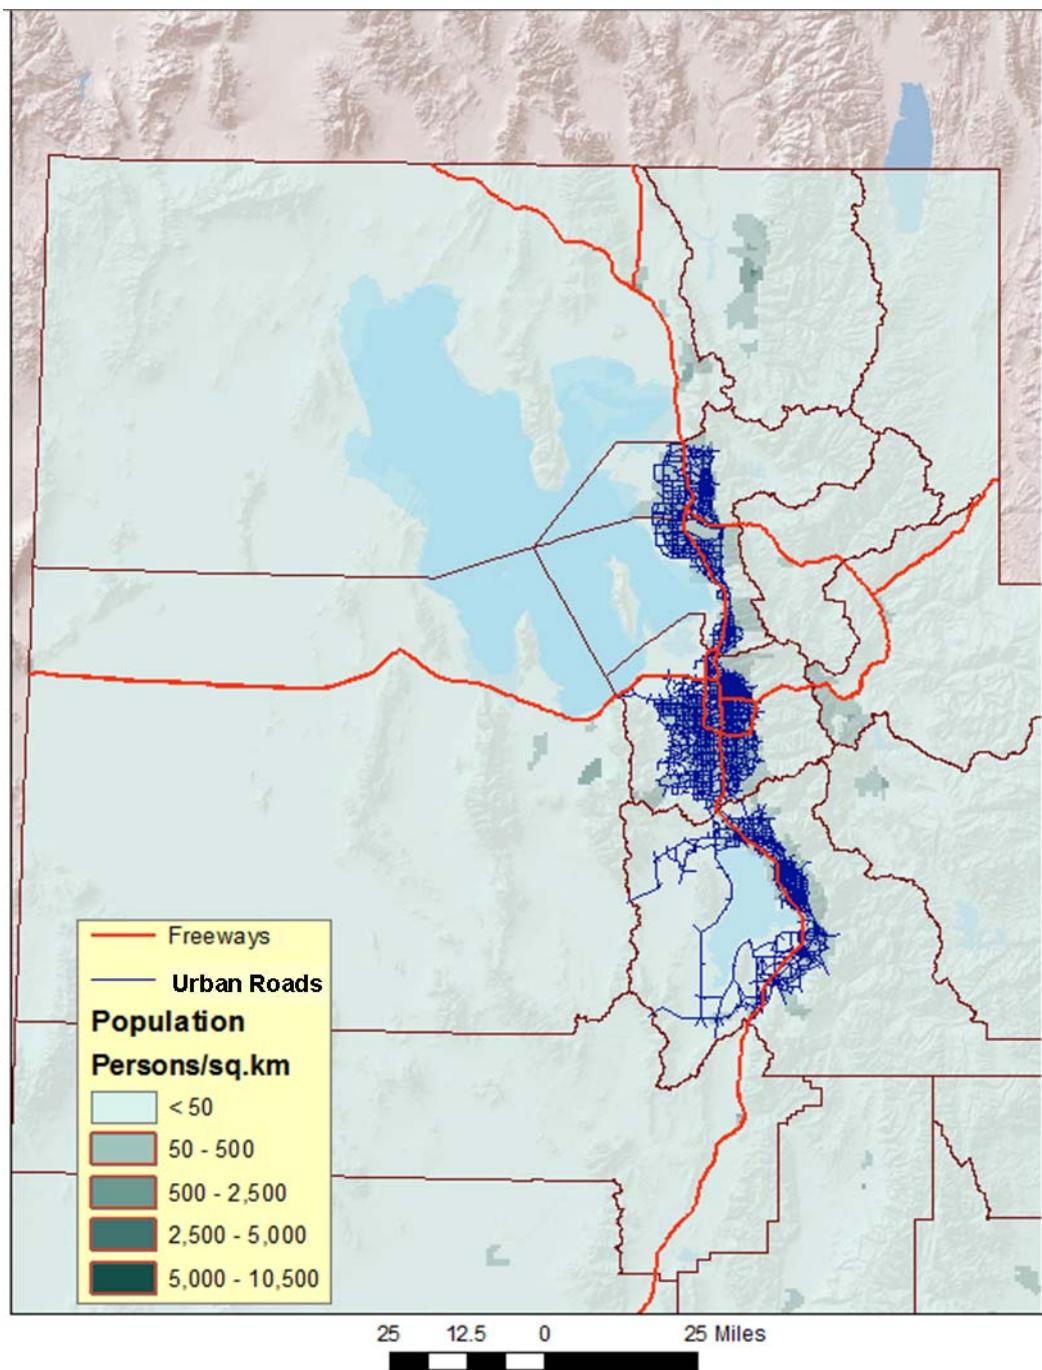 Freeways
Urban Roads
Population
Persons/sq.km
< 50
50 - 500
500 - 2,500
2,500 - 5,000
5,000 - 10,500
25 12.5 0 25 Miles